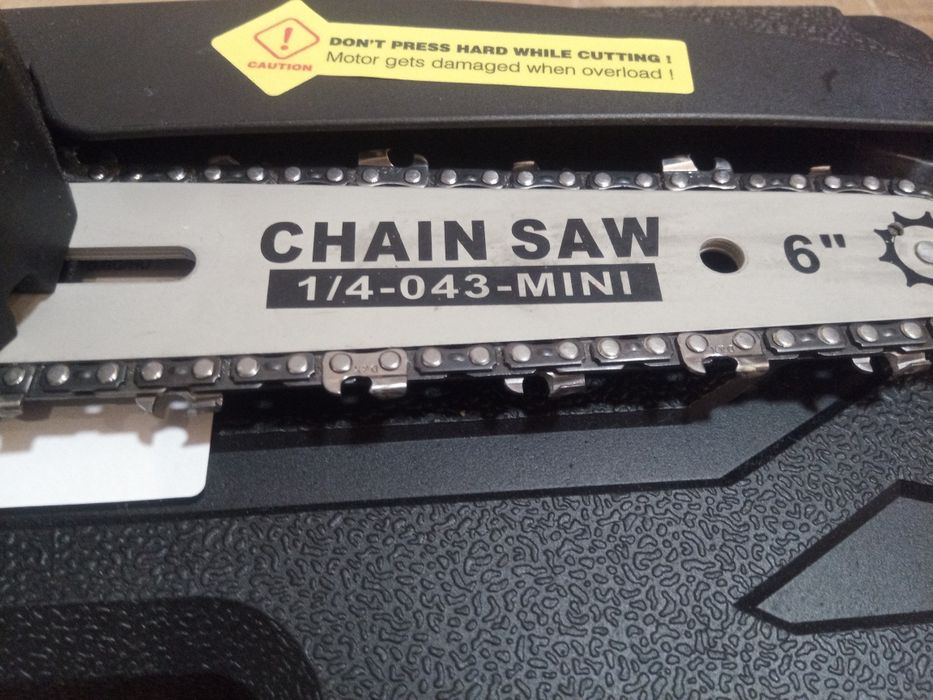 !
CAUTION
DON'T PRESS HARD WHILE CUTTING !
Motor gets damaged when overload !
CHAIN SAW
1/4-043-MINI
6"